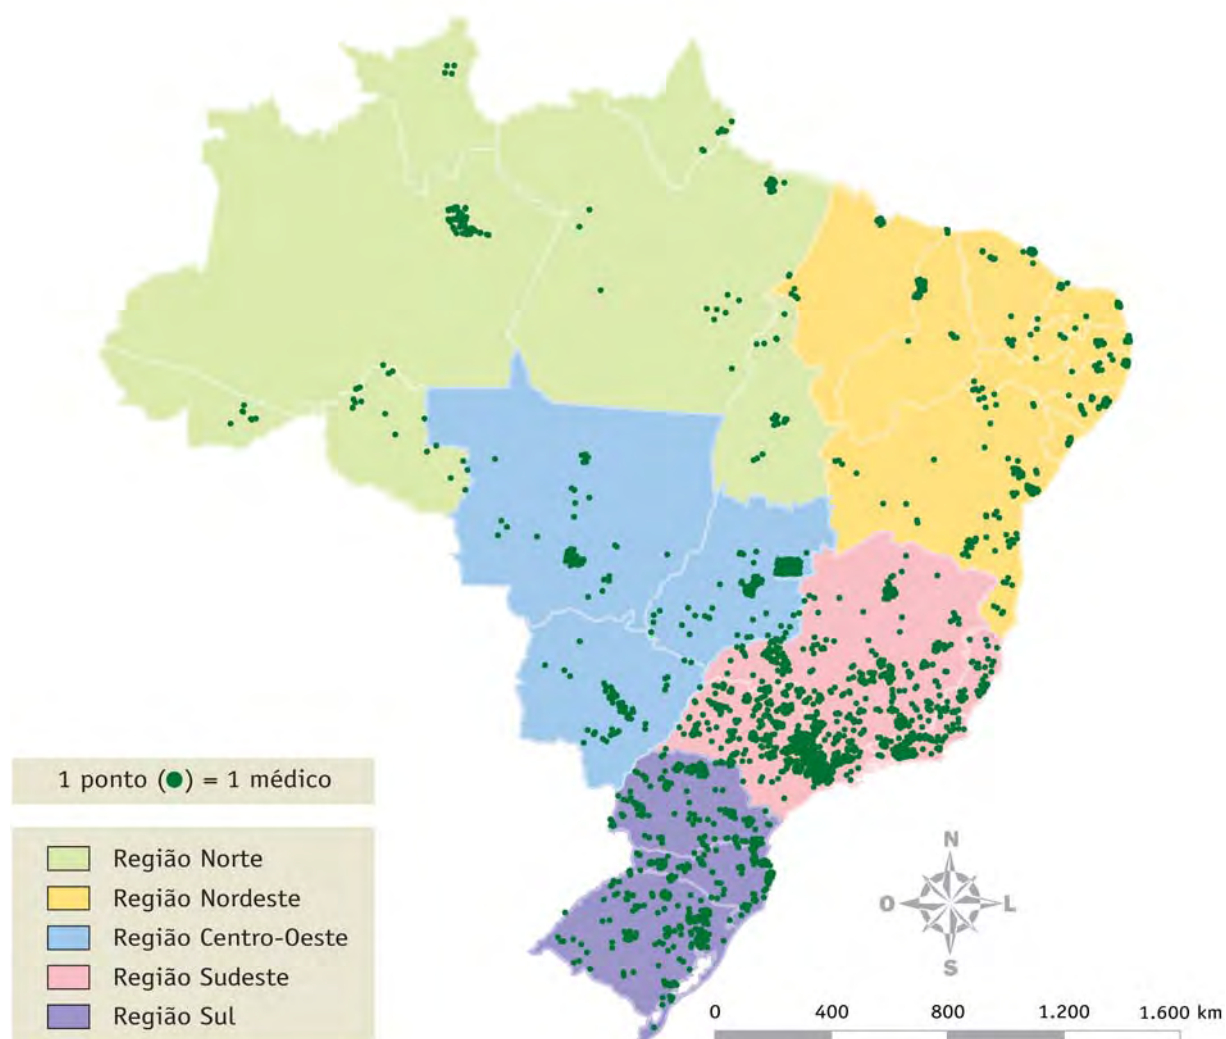 1 ponto (●) = 1 médico
Região Norte
Região Nordeste
Região Centro-Oeste
Região Sudeste
Região Sul
N
O L
S
0 400 800 1.200 1.600 km